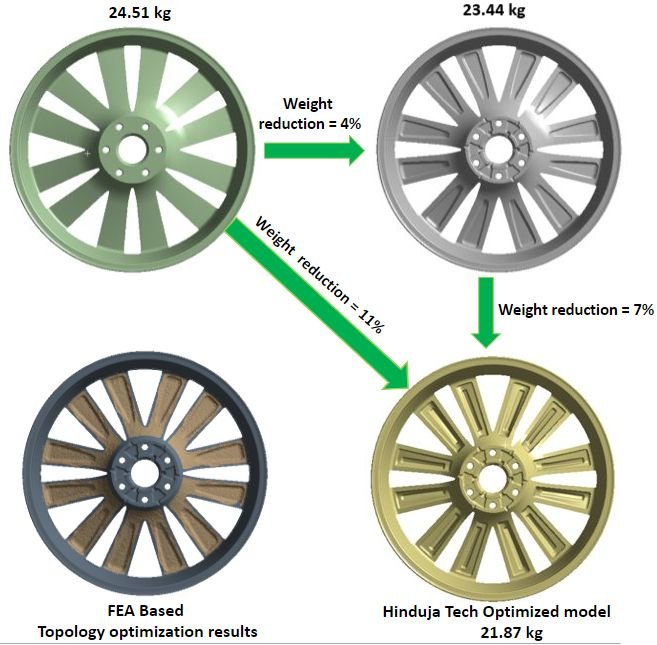 24.51 kg
23.44 kg
Weight
reduction = 4%
Weight reduction = 11%
Weight reduction = 7%
FEA Based
Topology optimization results
Hinduja Tech Optimized model
21.87 kg